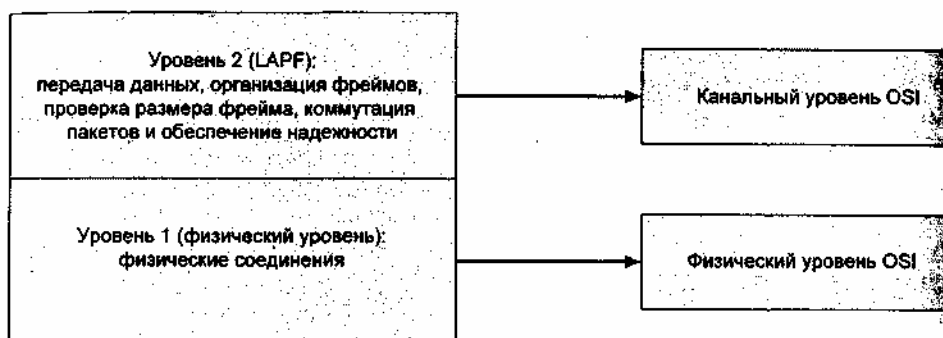 Уровень 2 (LAPF):
передача данных, организация фреймов,
проверка размера фрейма, коммутация
пакетов и обеспечение надежности
Канальный уровень OSI
Уровень 1 (физический уровень):
физические соединения
Физический уровень OSI